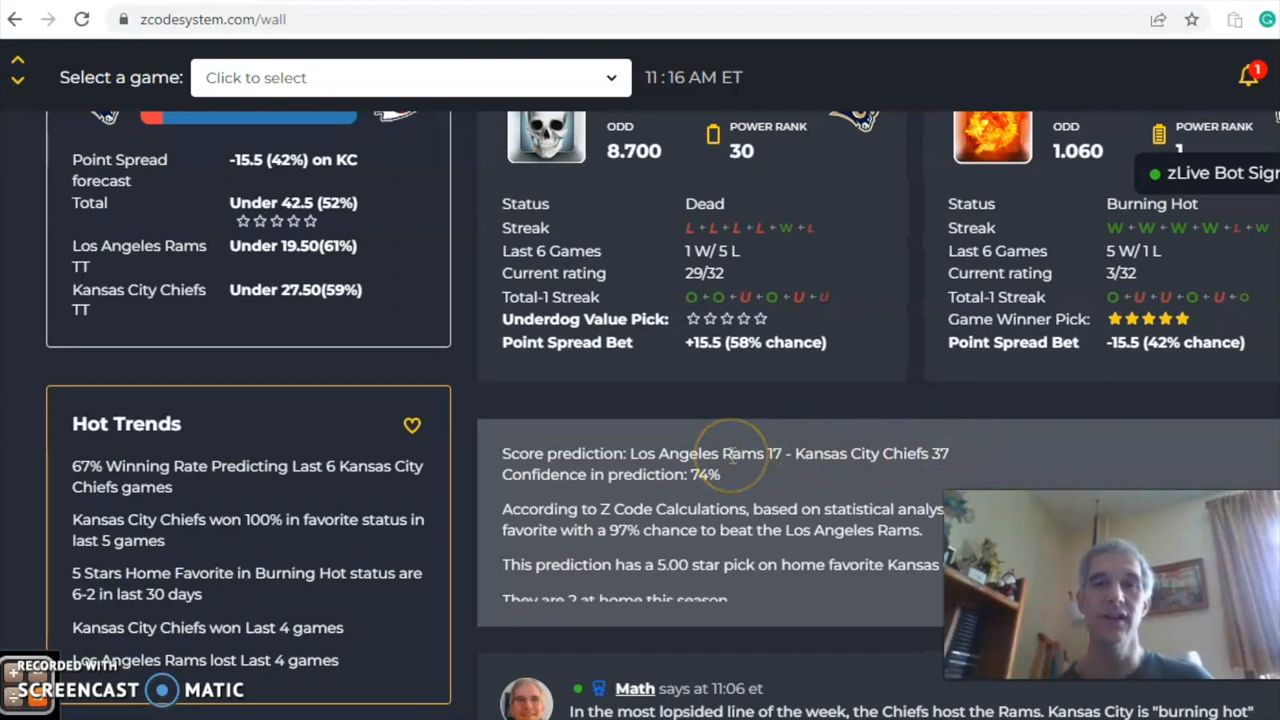 zcodesystem.com/wall
Select a game:
Click to select
11:16 AM ET
1
Point Spread forecast
-15.5 (42%) on KC
Total
Under 42.5 (52%)
Los Angeles Rams TT
Under 19.50(61%)
Kansas City Chiefs TT
Under 27.50(59%)
ODD
8.700
POWER RANK
30
Status
Dead
Streak
L L L L W L
Last 6 Games
1 W/ 5 L
Current rating
29/32
Total-1 Streak
O O U O U U
Underdog Value Pick:
Point Spread Bet
+15.5 (58% chance)
ODD
1.060
POWER RANK
1
zLive Bot Sigr
Status
Burning Hot
Streak
W W W W L W
Last 6 Games
5 W/ 1 L
Current rating
3/32
Total-1 Streak
O U U O U O
Game Winner Pick:
Point Spread Bet
-15.5 (42% chance)
Hot Trends
67% Winning Rate Predicting Last 6 Kansas City
Chiefs games
Kansas City Chiefs won 100% in favorite status in
last 5 games
5 Stars Home Favorite in Burning Hot status are
6-2 in last 30 days
Kansas City Chiefs won Last 4 games
Los Angeles Rams lost Last 4 games
Score prediction: Los Angeles Rams 17 - Kansas City Chiefs 37
Confidence in prediction: 74%
According to Z Code Calculations, based on statistical analys
favorite with a 97% chance to beat the Los Angeles Rams.
This prediction has a 5.00 star pick on home favorite Kansas
They are 2 at home this season
Math says at 11:06 et
In the most lopsided line of the week, the Chiefs host the Rams. Kansas City is "burning hot"
RECORDED WITH
SCREENCAST MATIC